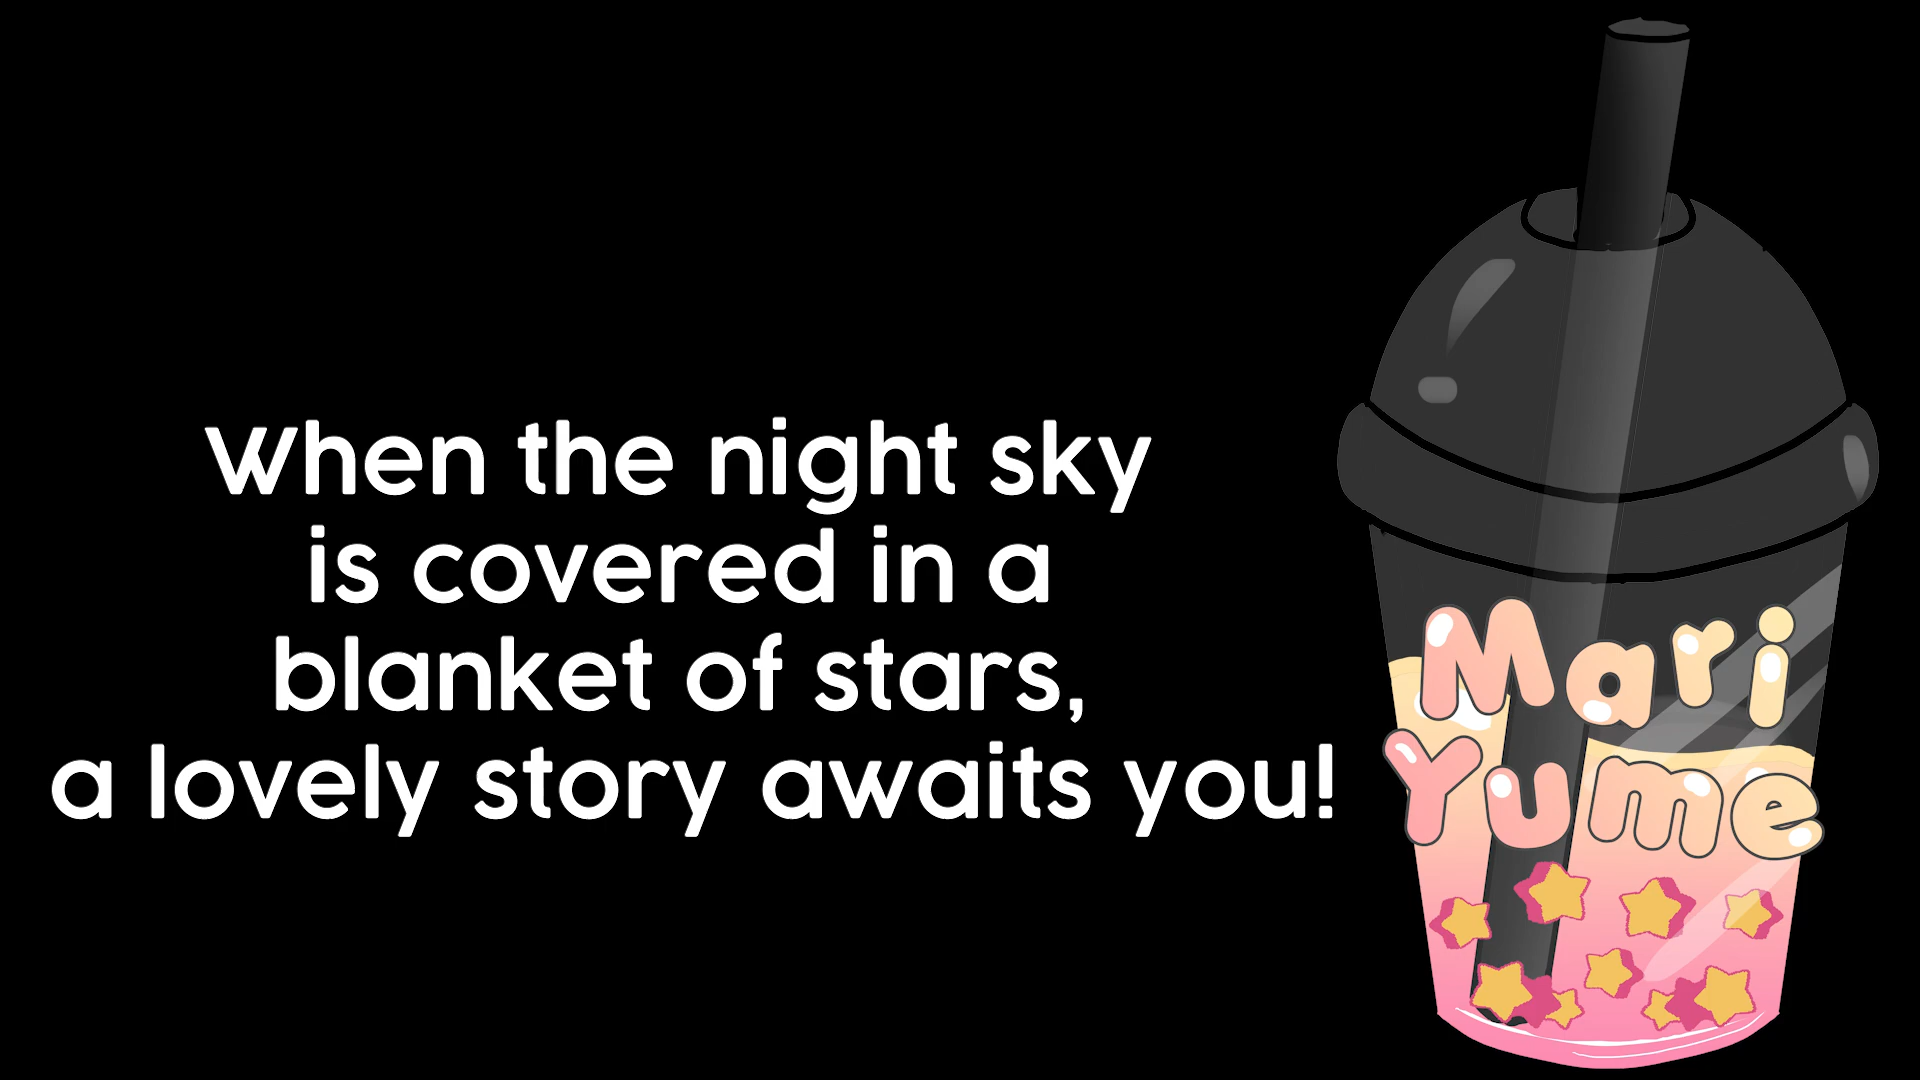 When the night sky
is covered in a
blanket of stars,
a lovely story awaits you!
Mari
Yume